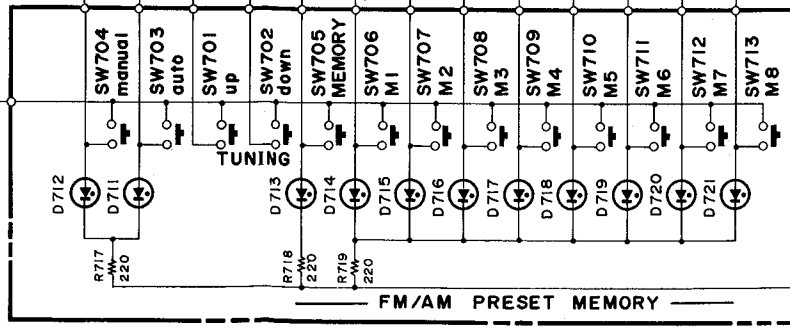 SW704 manual
SW703 auto
SW701 up
SW702 down
SW705 MEMORY
SW706 M1
SW707 M2
SW708 M3
SW709 M4
SW710 M5
SW711 M6
SW712 M7
SW713 M8
TUNING
D712
D711
D713
D714
D715
D716
D717
D718
D719
D720
D721
R717 220
R718 220
R719 220
FM/AM PRESET MEMORY